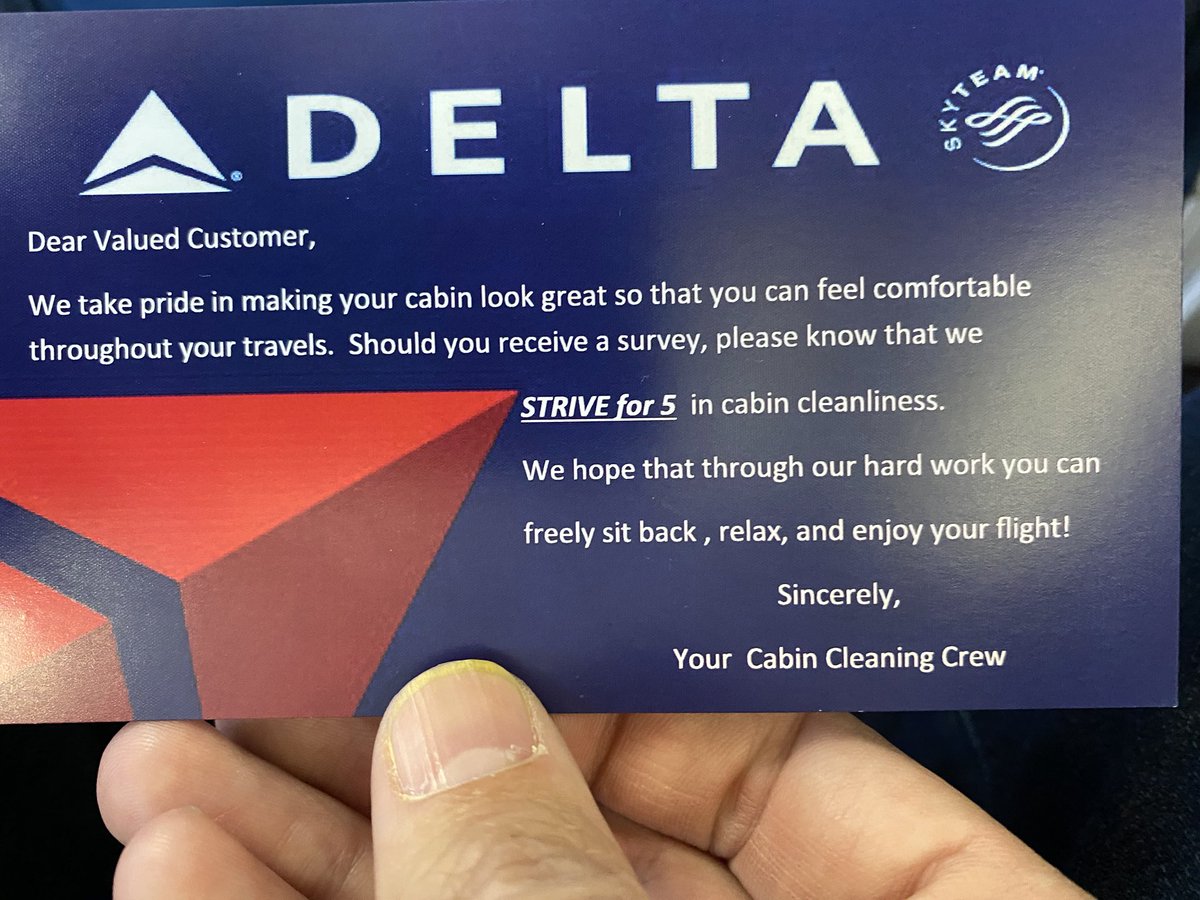 DELTA
SKYTEAM
Dear Valued Customer,
We take pride in making your cabin look great so that you can feel comfortable
throughout your travels.  Should you receive a survey, please know that we
STRIVE for 5  in cabin cleanliness.
We hope that through our hard work you can
freely sit back , relax, and enjoy your flight!
Sincerely,
Your  Cabin Cleaning Crew